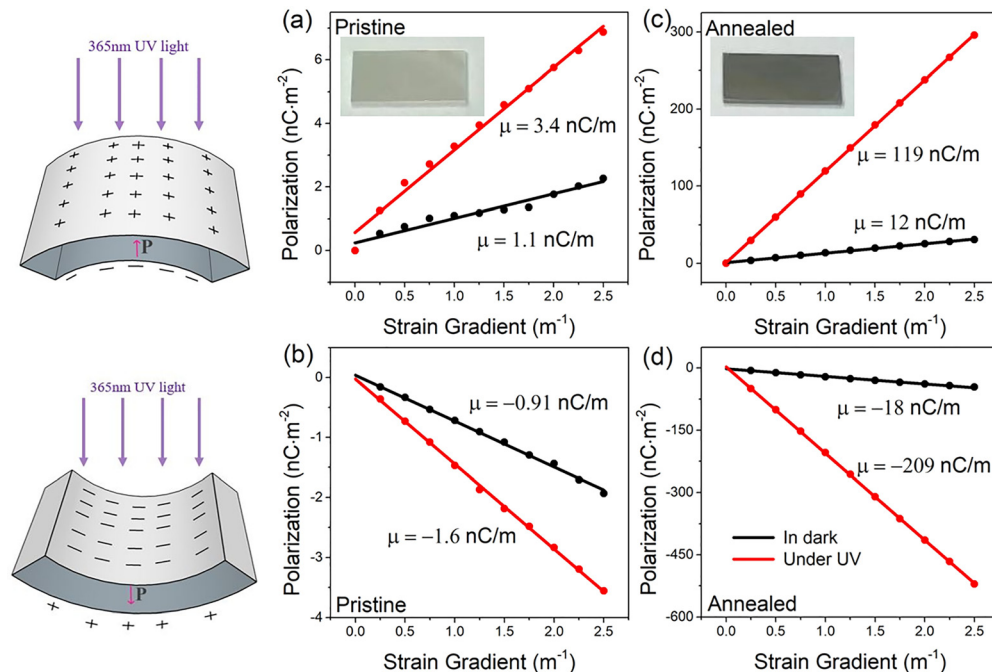 365nm UV light
P
(a)
Pristine
Polarization (nC·m⁻²)
6
4
2
0
μ = 3.4 nC/m
μ = 1.1 nC/m
0.0 0.5 1.0 1.5 2.0 2.5
Strain Gradient (m⁻¹)
(c)
Annealed
Polarization (nC·m⁻²)
300
200
100
0
μ = 119 nC/m
μ = 12 nC/m
0.0 0.5 1.0 1.5 2.0 2.5
Strain Gradient (m⁻¹)
365nm UV light
P
(b)
Polarization (nC·m⁻²)
0
-1
-2
-3
-4
μ = −0.91 nC/m
μ = −1.6 nC/m
Pristine
0.0 0.5 1.0 1.5 2.0 2.5
Strain Gradient (m⁻¹)
(d)
Polarization (nC·m⁻²)
0
-150
-300
-450
-600
μ = −18 nC/m
μ = −209 nC/m
In dark
Under UV
Annealed
0.0 0.5 1.0 1.5 2.0 2.5
Strain Gradient (m⁻¹)